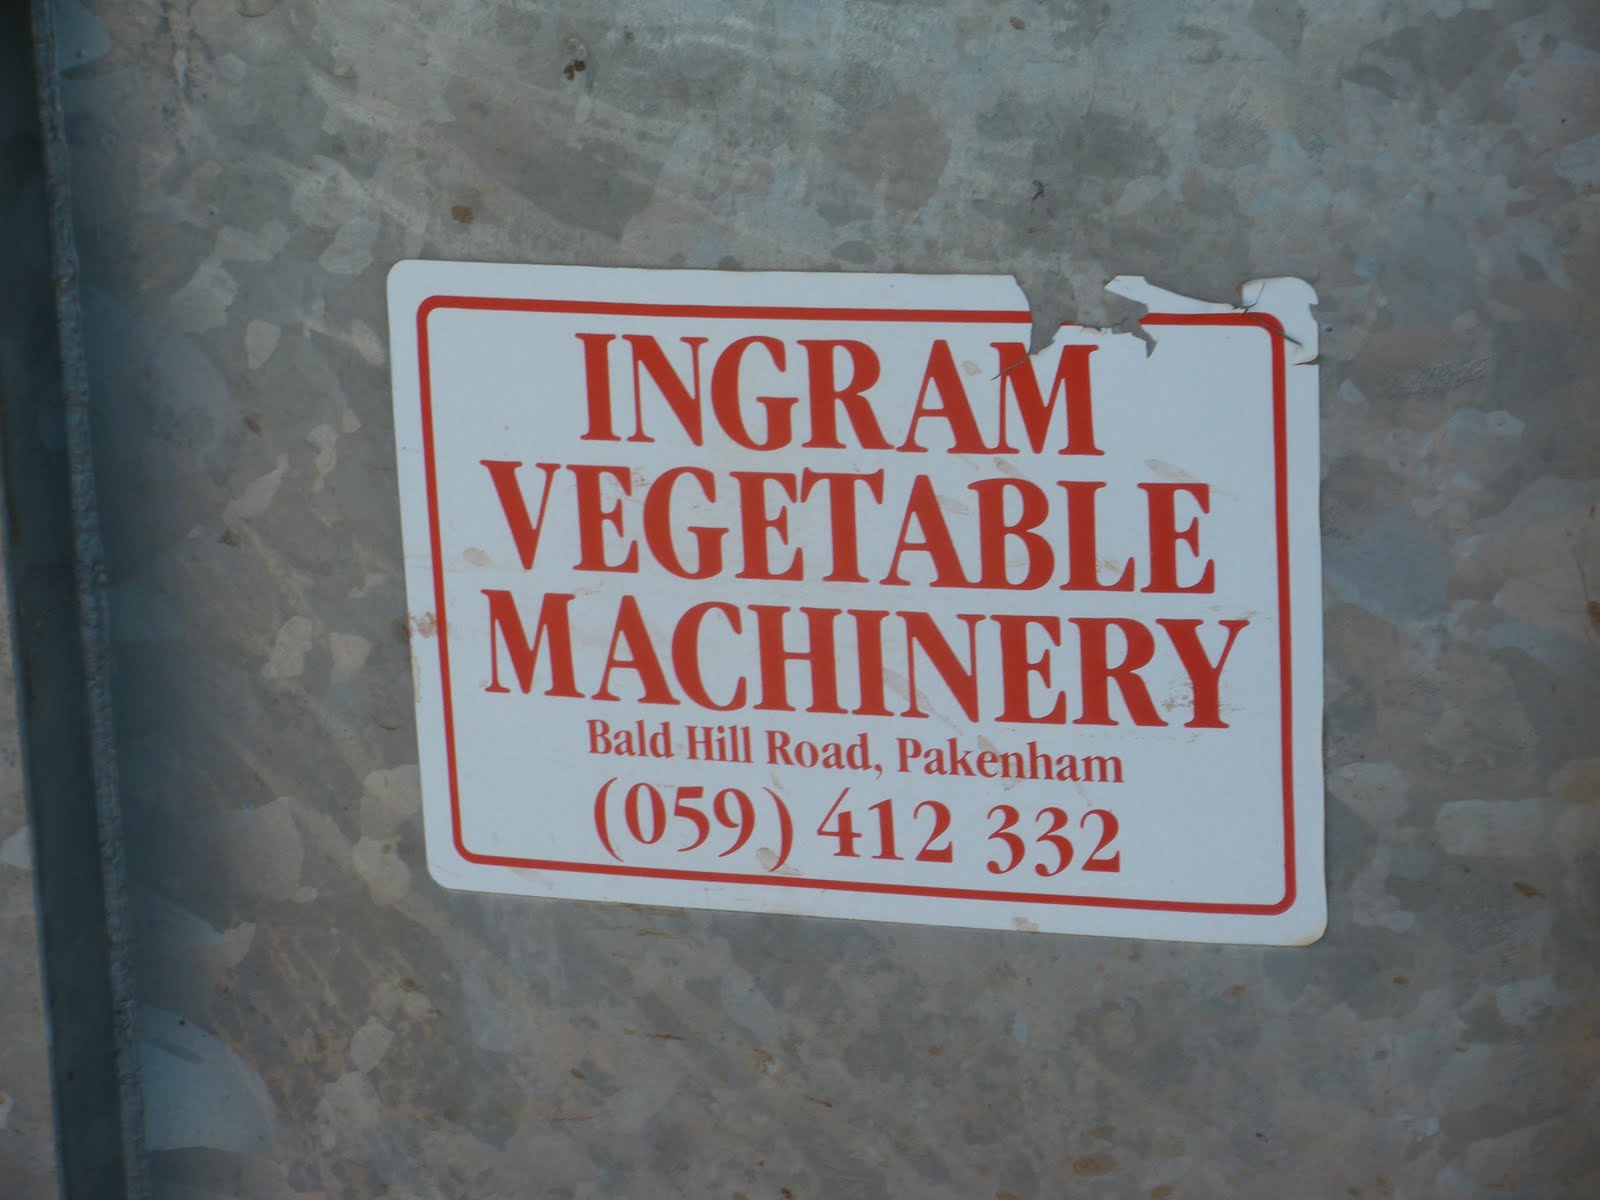 INGRAM
VEGETABLE
MACHINERY
Bald Hill Road, Pakenham
(059) 412 332